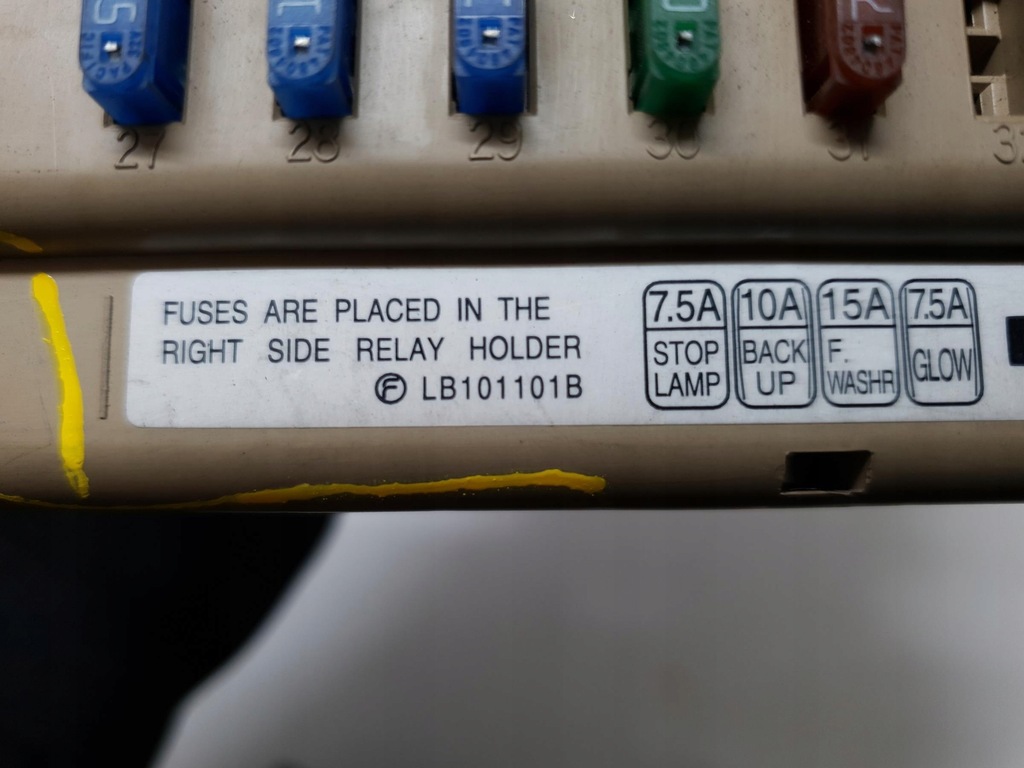 27 28 29 30 31
FUSES ARE PLACED IN THE
RIGHT SIDE RELAY HOLDER
F LB101101B
7.5A
STOP
LAMP
10A
BACK
UP
15A
F.
WASHR
7.5A
GLOW